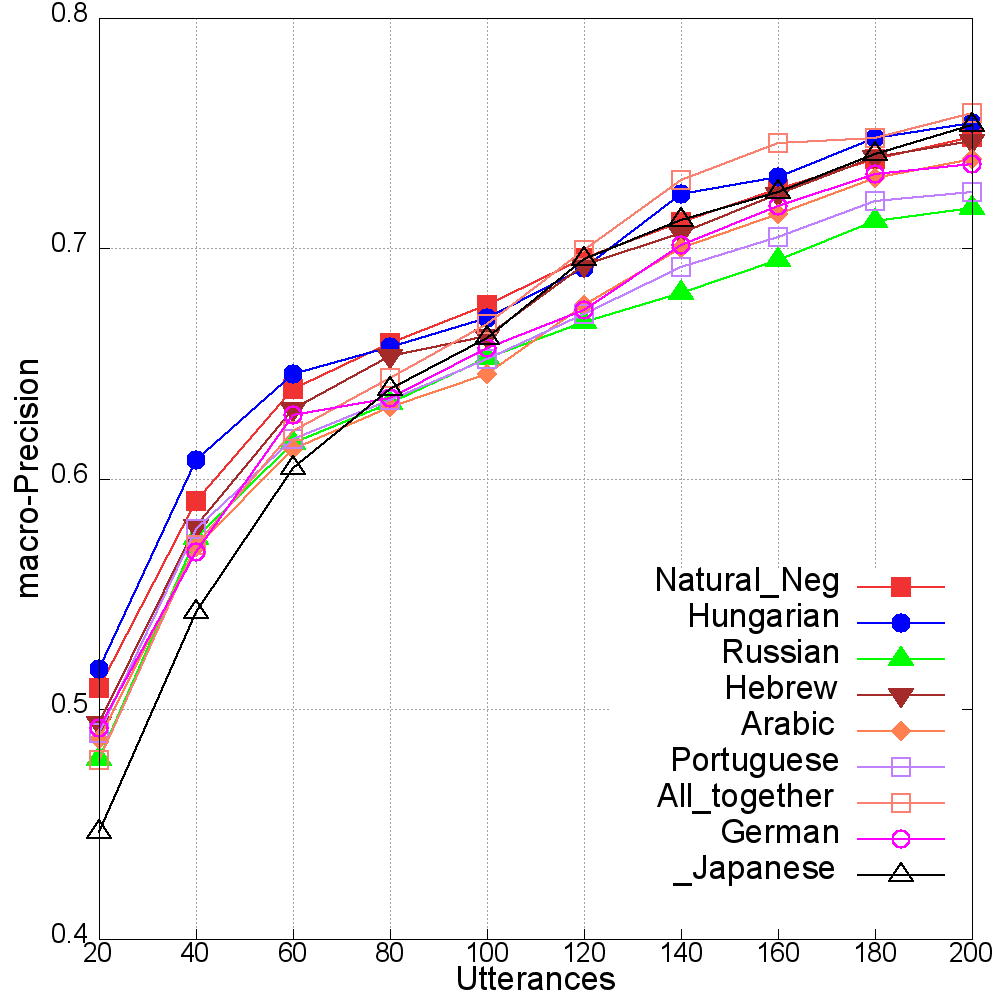 0.8
0.7
0.6
0.5
0.4
macro-Precision
20 40 60 80 100 120 140 160 180 200
Utterances
Natural_Neg
Hungarian
Russian
Hebrew
Arabic
Portuguese
All_together
German
_Japanese